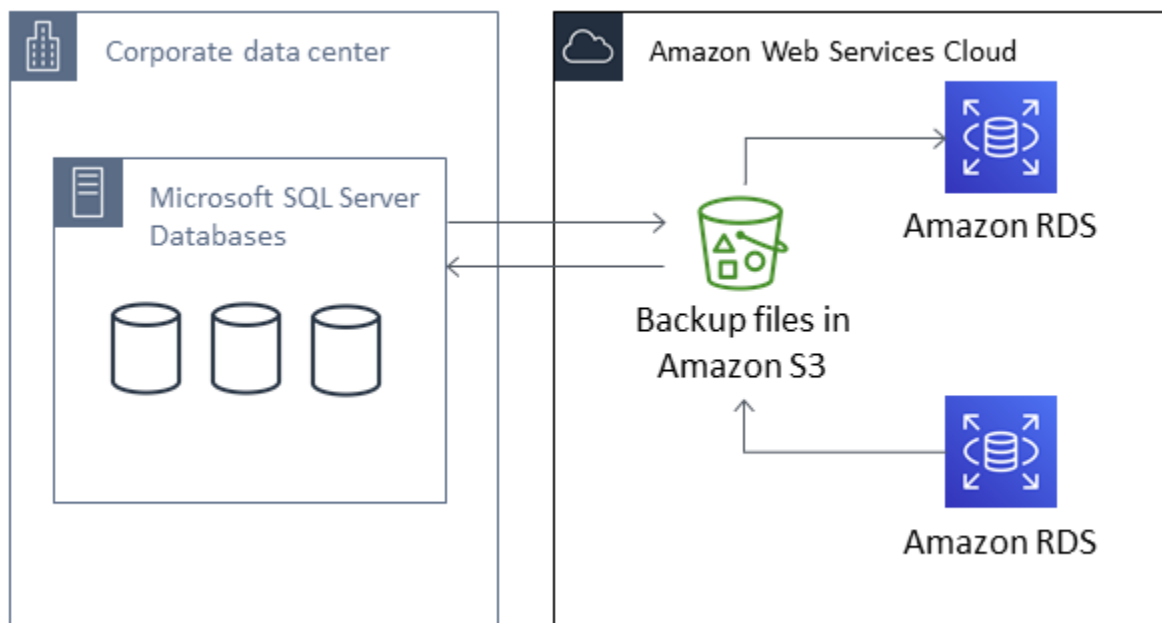 Corporate data center
Microsoft SQL Server
Databases
Amazon Web Services Cloud
Amazon RDS
Backup files in
Amazon S3
Amazon RDS